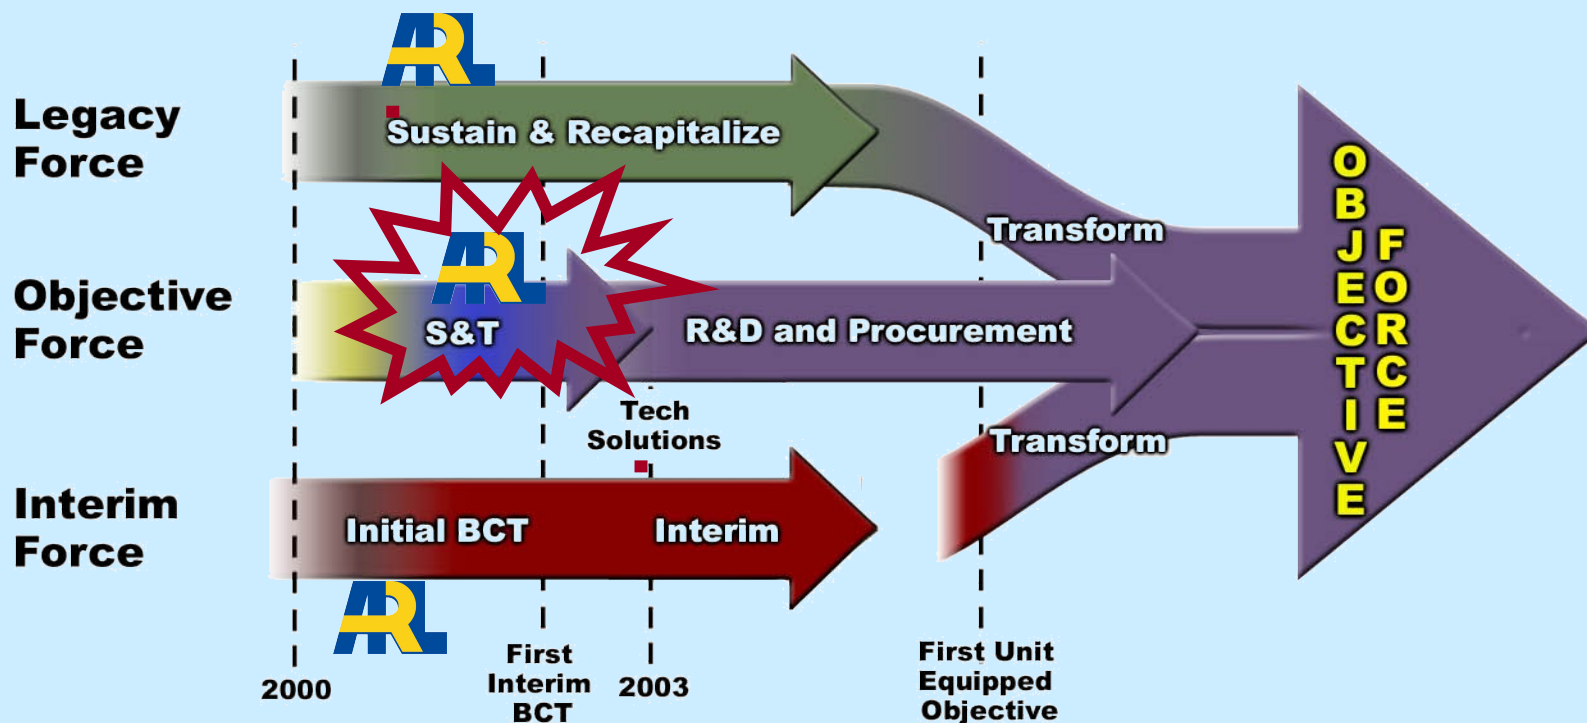 ARL
Legacy
Force
Sustain & Recapitalize
Transform
ARL
Objective
Force
S&T
R&D and Procurement
Tech
Solutions
Transform
Interim
Force
Initial BCT
Interim
ARL
OBJECTIVE
FORCE
2000
First
Interim
BCT
2003
First Unit
Equipped
Objective